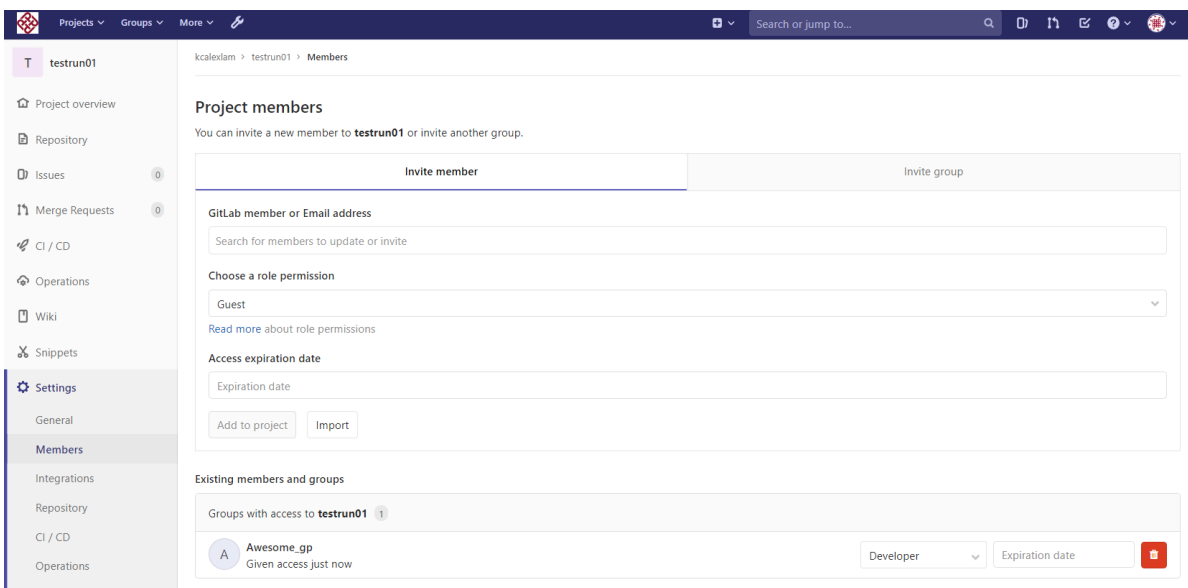 Projects Groups More Search or jump to...
T testrun01
Project overview
Repository
Issues 0
Merge Requests 0
CI / CD
Operations
Wiki
Snippets
Settings
General
Members
Integrations
Repository
CI / CD
Operations
kcalexlam > testrun01 > Members
Project members
You can invite a new member to testrun01 or invite another group.
Invite member Invite group
GitLab member or Email address
Search for members to update or invite
Choose a role permission
Guest
Read more about role permissions
Access expiration date
Expiration date
Add to project Import
Existing members and groups
Groups with access to testrun01 1
A Awesome_gp Developer Expiration date
Given access just now